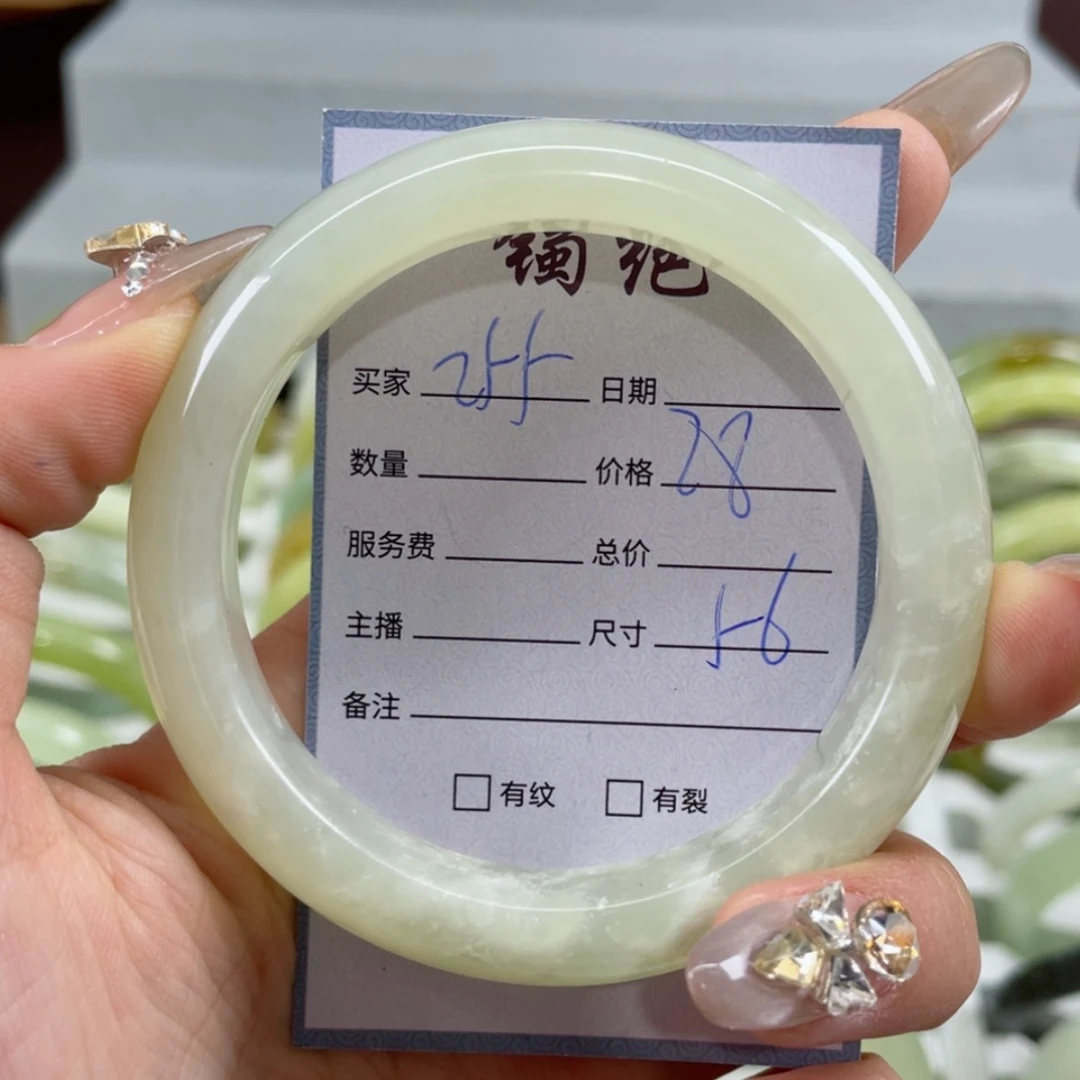 买家 255 日期
数量 价格 28
服务费 总价
主播 尺寸 56
备注
□有纹 □有裂